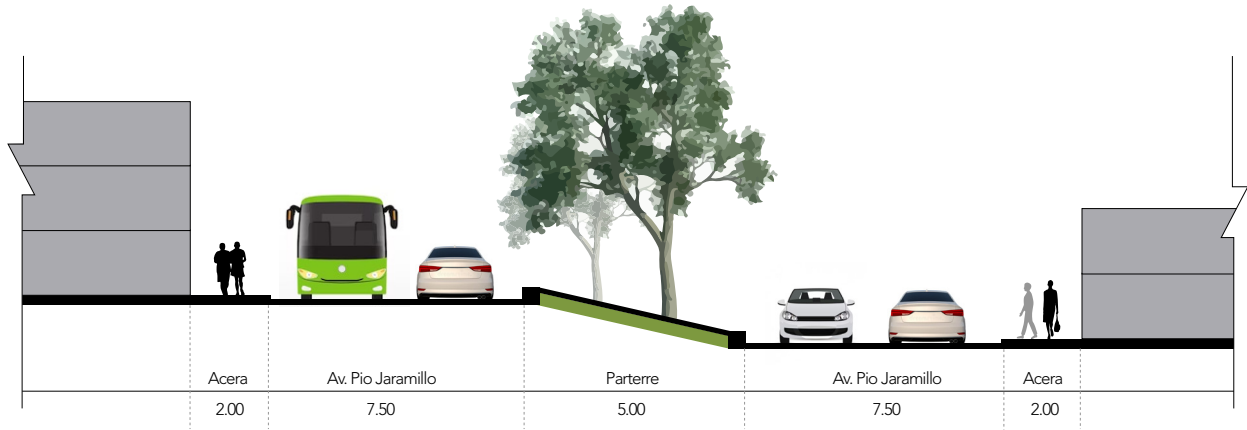 Acera Av. Pio Jaramillo Parterre Av. Pio Jaramillo Acera
2.00 7.50 5.00 7.50 2.00